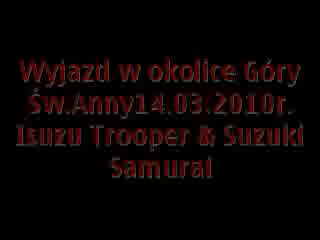 Wyjazd w okolice Góry
Św.Anny14.03.2010r.
Isuzu Trooper & Suzuki
Samurai